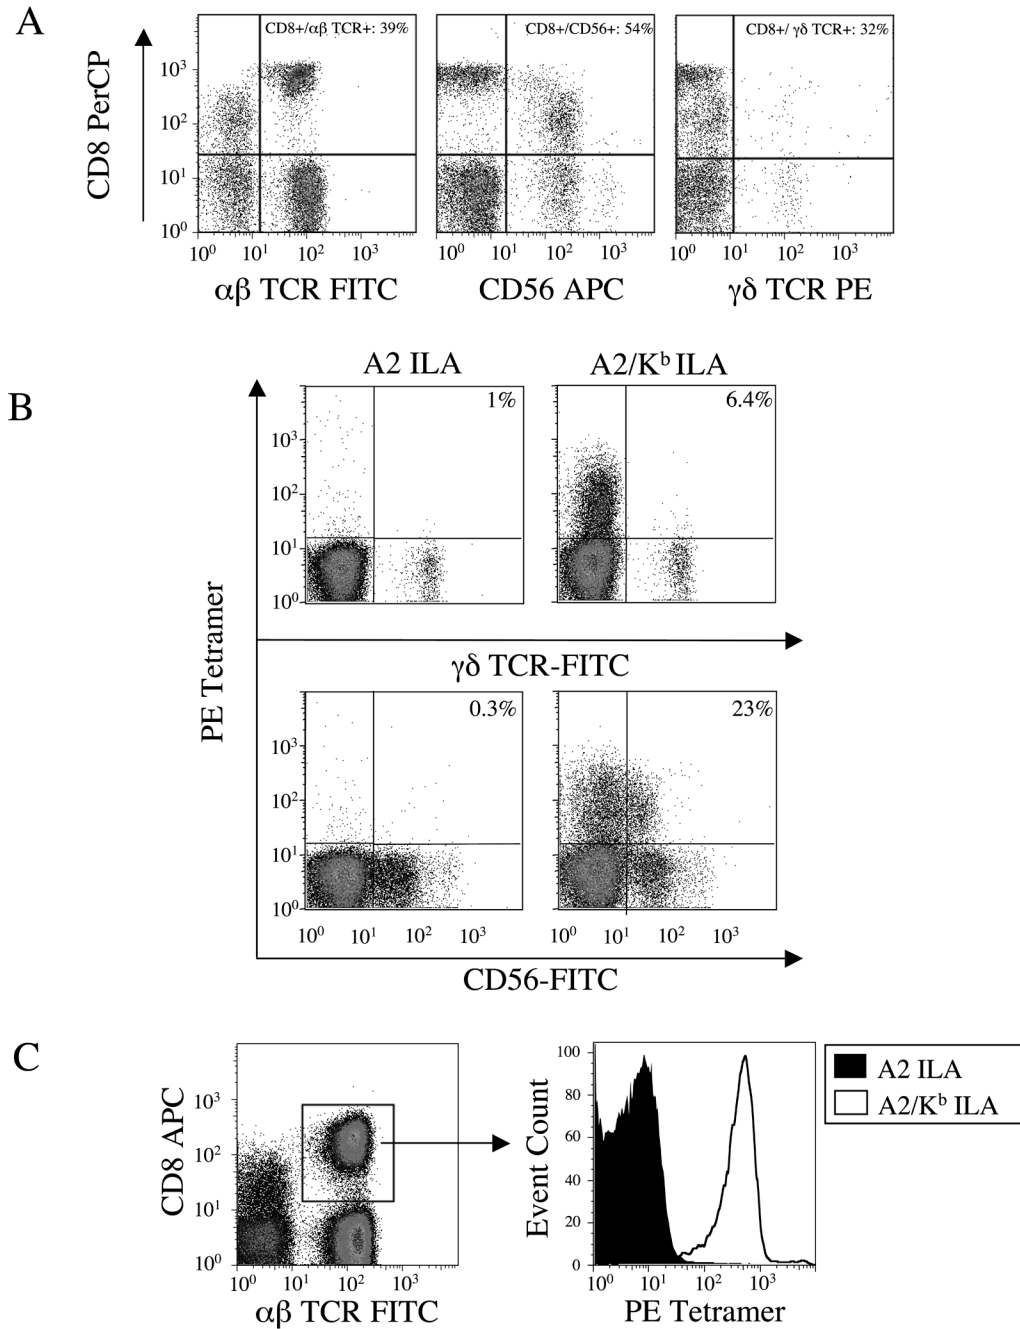 A
CD8 PerCP
CD8+/αβ TCR+: 39%
CD8+/CD56+: 54%
CD8+/ γδ TCR+: 32%
10³
10²
10¹
10⁰
10⁰ 10¹ 10² 10³
10⁰ 10¹ 10² 10³
10⁰ 10¹ 10² 10³
αβ TCR FITC
CD56 APC
γδ TCR PE
B
A2 ILA
A2/Kᵇ ILA
PE Tetramer
1%
6.4%
10³
10²
10¹
10⁰
γδ TCR-FITC
0.3%
23%
10³
10²
10¹
10⁰
10⁰ 10¹ 10² 10³
10⁰ 10¹ 10² 10³
CD56-FITC
C
CD8 APC
10³
10²
10¹
10⁰
10⁰ 10¹ 10² 10³
αβ TCR FITC
Event Count
100
80
60
40
20
0
10⁰ 10¹ 10² 10³
PE Tetramer
A2 ILA
A2/Kᵇ ILA